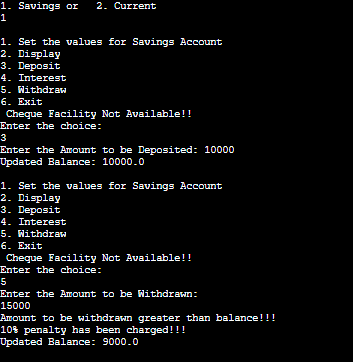 1. Savings or   2. Current
1
1. Set the values for Savings Account
2. Display
3. Deposit
4. Interest
5. Withdraw
6. Exit
 Cheque Facility Not Available!!
Enter the choice:
3
Enter the Amount to be Deposited: 10000
Updated Balance: 10000.0
1. Set the values for Savings Account
2. Display
3. Deposit
4. Interest
5. Withdraw
6. Exit
 Cheque Facility Not Available!!
Enter the choice:
5
Enter the Amount to be Withdrawn:
15000
Amount to be withdrawn greater than balance!!!
10% penalty has been charged!!!
Updated Balance: 9000.0